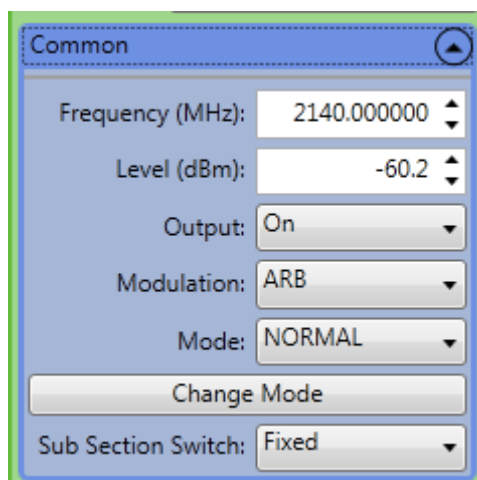 Common
Frequency (MHz): 2140.000000
Level (dBm): -60.2
Output: On
Modulation: ARB
Mode: NORMAL
Change Mode
Sub Section Switch: Fixed